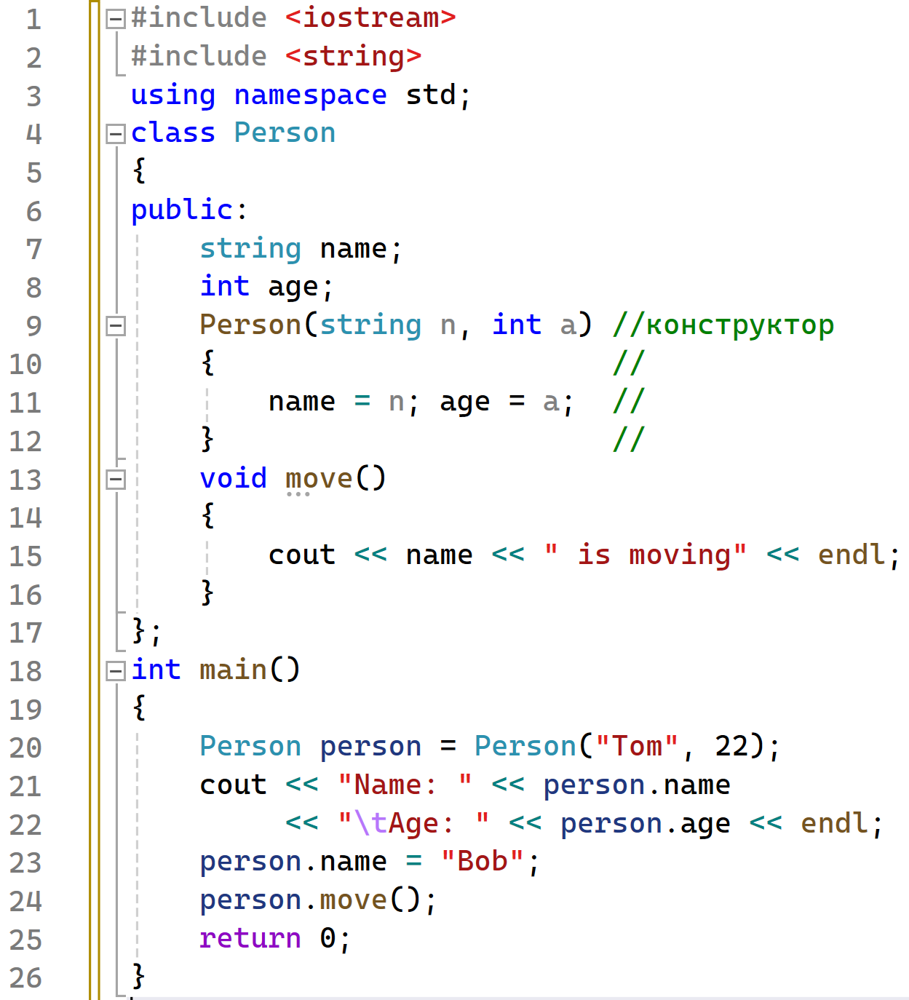 1 #include <iostream>
2 #include <string>
3 using namespace std;
4 class Person
5 {
6 public:
7     string name;
8     int age;
9     Person(string n, int a) //конструктор
10     {                       //
11         name = n; age = a;  //
12     }                       //
13     void move()
14     {
15         cout << name << " is moving" << endl;
16     }
17 };
18 int main()
19 {
20     Person person = Person("Tom", 22);
21     cout << "Name: " << person.name
22          << "\tAge: " << person.age << endl;
23     person.name = "Bob";
24     person.move();
25     return 0;
26 }